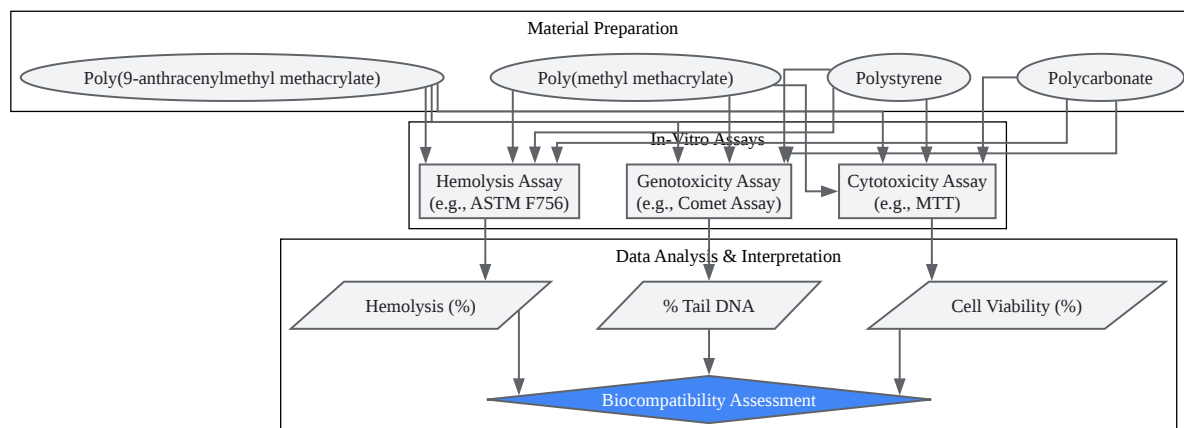 Material Preparation
Poly(9-anthracenylmethyl methacrylate)
Poly(methyl methacrylate)
Polystyrene
Polycarbonate
In-Vitro Assays
Hemolysis Assay
(e.g., ASTM F756)
Genotoxicity Assay
(e.g., Comet Assay)
Cytotoxicity Assay
(e.g., MTT)
Data Analysis & Interpretation
Hemolysis (%)
% Tail DNA
Cell Viability (%)
Biocompatibility Assessment